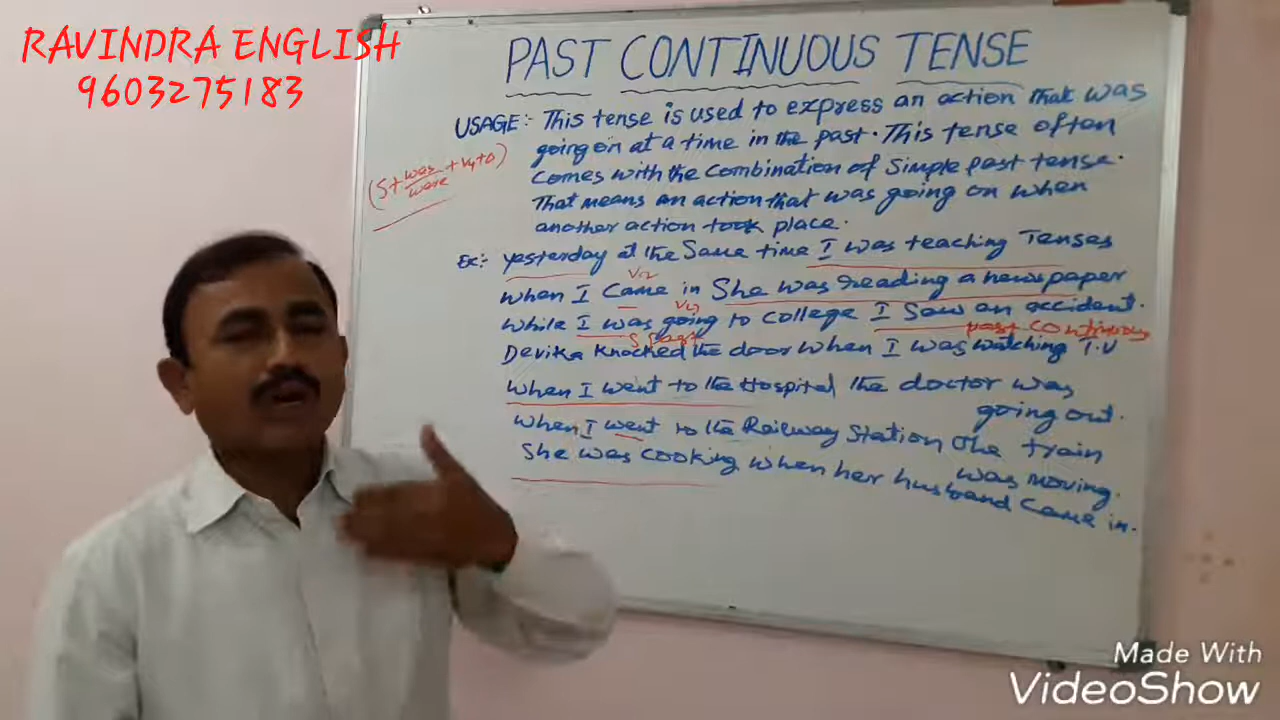 RAVINDRA ENGLISH
9603275183
PAST CONTINUOUS TENSE
USAGE:- This tense is used to express an action that was
going on at a time in the past. This tense often
Comes with the Combination of Simple past tense.
That means an action that was going on when
another action took place.
(S+was/were+V4+O)
Ex:- yesterday at the Same time I was teaching Tenses
V2
when I Came in She was reading a newspaper
V4
while I was going to College I Saw an accident.
S past
past Continuous
Devika knocked the door when I was watching T.V
when I went to the Hospital the doctor was
going out.
when I went to the Railway Station the train
was moving.
She was cooking when her husband Came in.
Made With
VideoShow